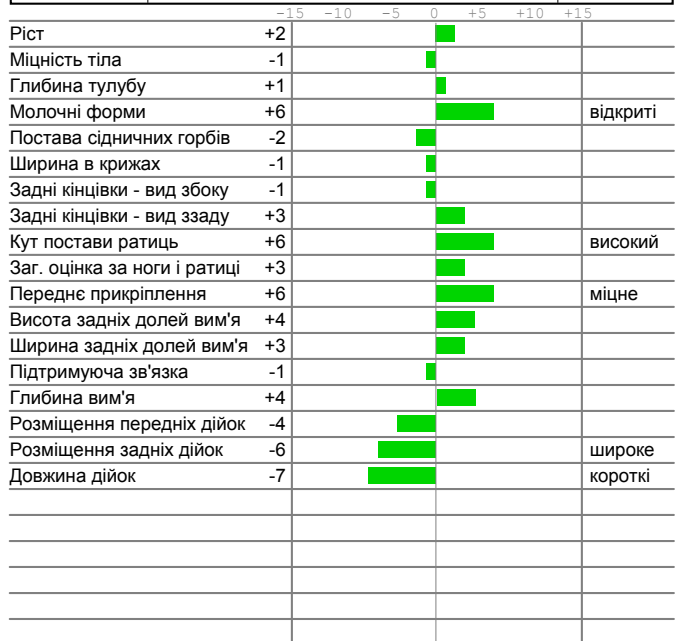 -15 -10 -5 0 +5 +10 +15
Ріст +2
Міцність тіла -1
Глибина тулубу +1
Молочні форми +6 відкриті
Постава сідничних горбів -2
Ширина в крижах -1
Задні кінцівки - вид збоку -1
Задні кінцівки - вид ззаду +3
Кут постави ратиць +6 високий
Заг. оцінка за ноги і ратиці +3
Переднє прикріплення +6 міцне
Висота задніх долей вим'я +4
Ширина задніх долей вим'я +3
Підтримуюча зв'язка -1
Глибина вим'я +4
Розміщення передніх дійок -4
Розміщення задніх дійок -6 широке
Довжина дійок -7 короткі